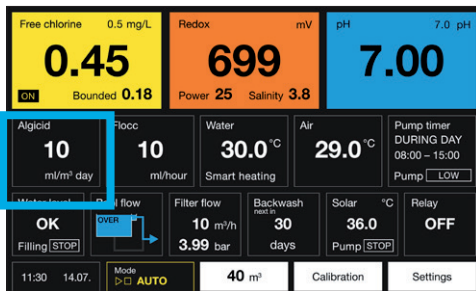 Free chlorine 0.5 mg/L
0.45
ON Bounded 0.18
Redox mV
699
Power 25 Salinity 3.8
pH 7.0 pH
7.00
Algicid
10
ml/m³ day
Flocc
10
ml/hour
Water
30.0°C
Smart heating
Air
29.0°C
Pump timer
DURING DAY
08:00 – 15:00
Pump LOW
Water level
OK
Filling STOP
flow
OVER
Filter flow
10 m³/h
3.99 bar
Backwash
next in
30
days
Solar °C
36.0
Pump STOP
Relay
OFF
11:30 14.07.
Mode
AUTO
40 m³
Calibration
Settings